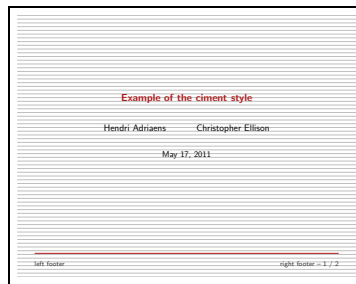 Example of the ciment style
Hendri Adriaens Christopher Ellison
May 17, 2011
left footer right footer – 1 / 2